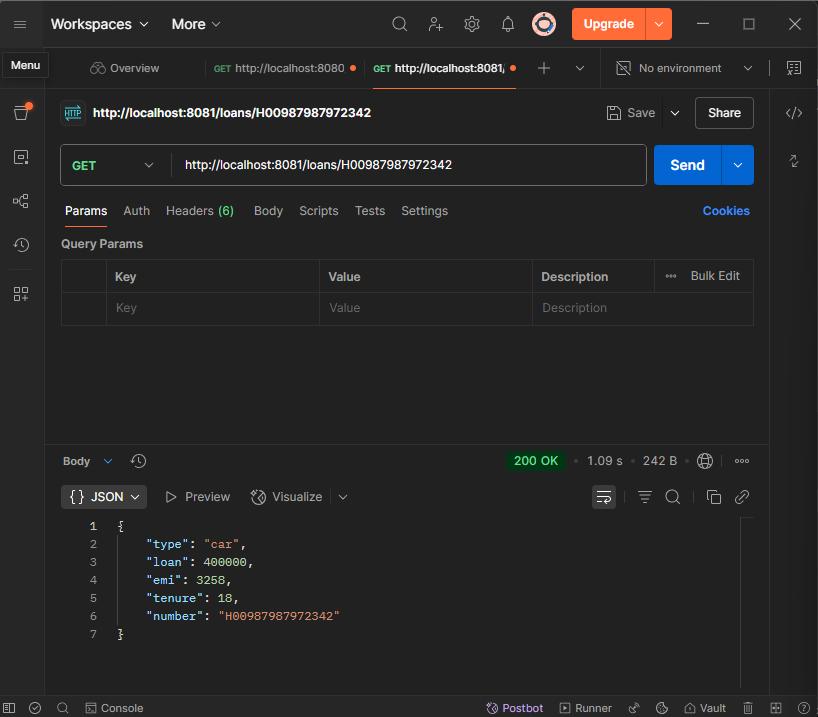 Workspaces More Upgrade
Menu Overview GET http://localhost:8080 GET http://localhost:8081/ No environment
HTTP http://localhost:8081/loans/H00987987972342 Save Share
GET http://localhost:8081/loans/H00987987972342 Send
Params Auth Headers (6) Body Scripts Tests Settings Cookies
Query Params
Key Value Description Bulk Edit
Key Value Description
Body 200 OK 1.09 s 242 B
{} JSON Preview Visualize
1 {
2 "type": "car",
3 "loan": 400000,
4 "emi": 3258,
5 "tenure": 18,
6 "number": "H00987987972342"
7 }
Console Postbot Runner Vault